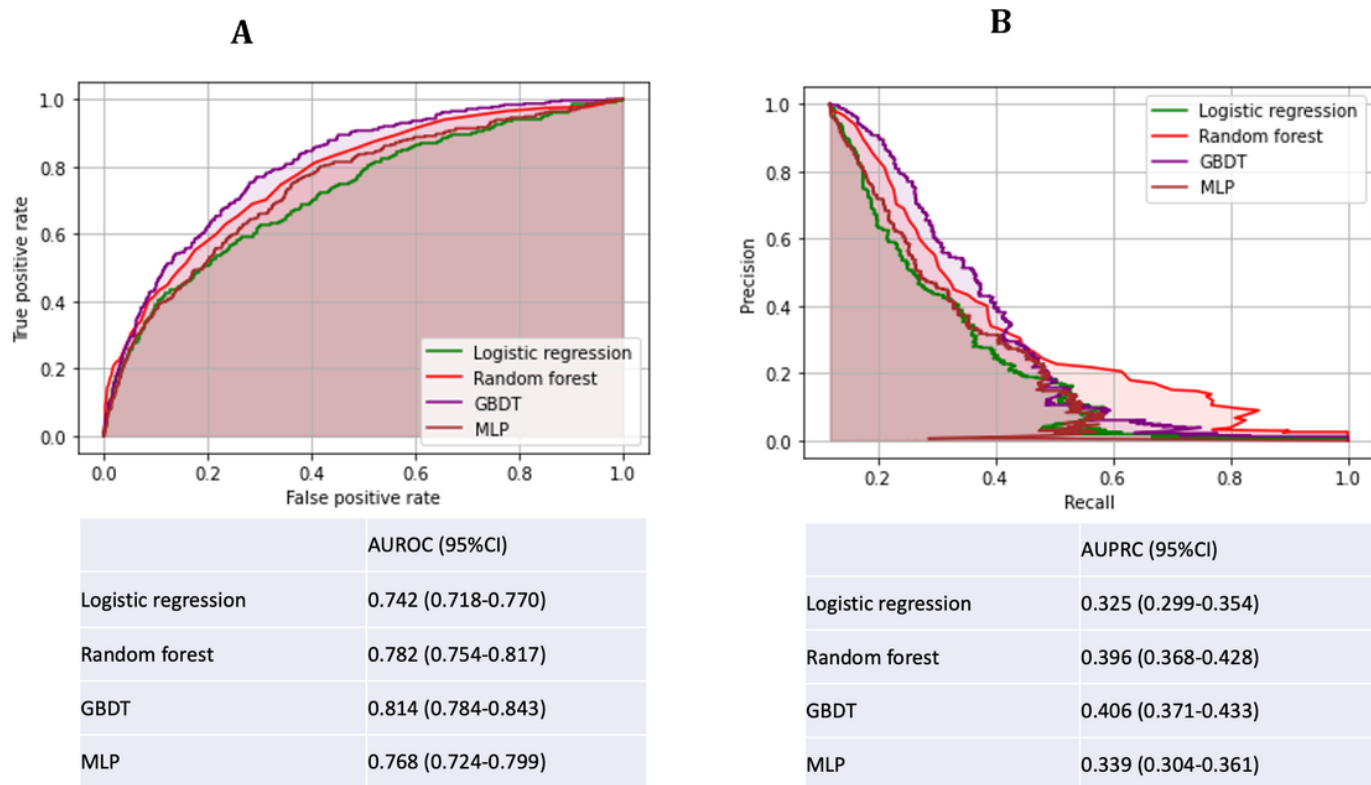 A
1.0
0.8
0.6
0.4
0.2
0.0
True positive rate
Logistic regression
Random forest
GBDT
MLP
0.0 0.2 0.4 0.6 0.8 1.0
False positive rate
AUROC (95%CI)
Logistic regression 0.742 (0.718-0.770)
Random forest 0.782 (0.754-0.817)
GBDT 0.814 (0.784-0.843)
MLP 0.768 (0.724-0.799)
B
1.0
0.8
0.6
0.4
0.2
0.0
Precision
Logistic regression
Random forest
GBDT
MLP
0.2 0.4 0.6 0.8 1.0
Recall
AUPRC (95%CI)
Logistic regression 0.325 (0.299-0.354)
Random forest 0.396 (0.368-0.428)
GBDT 0.406 (0.371-0.433)
MLP 0.339 (0.304-0.361)